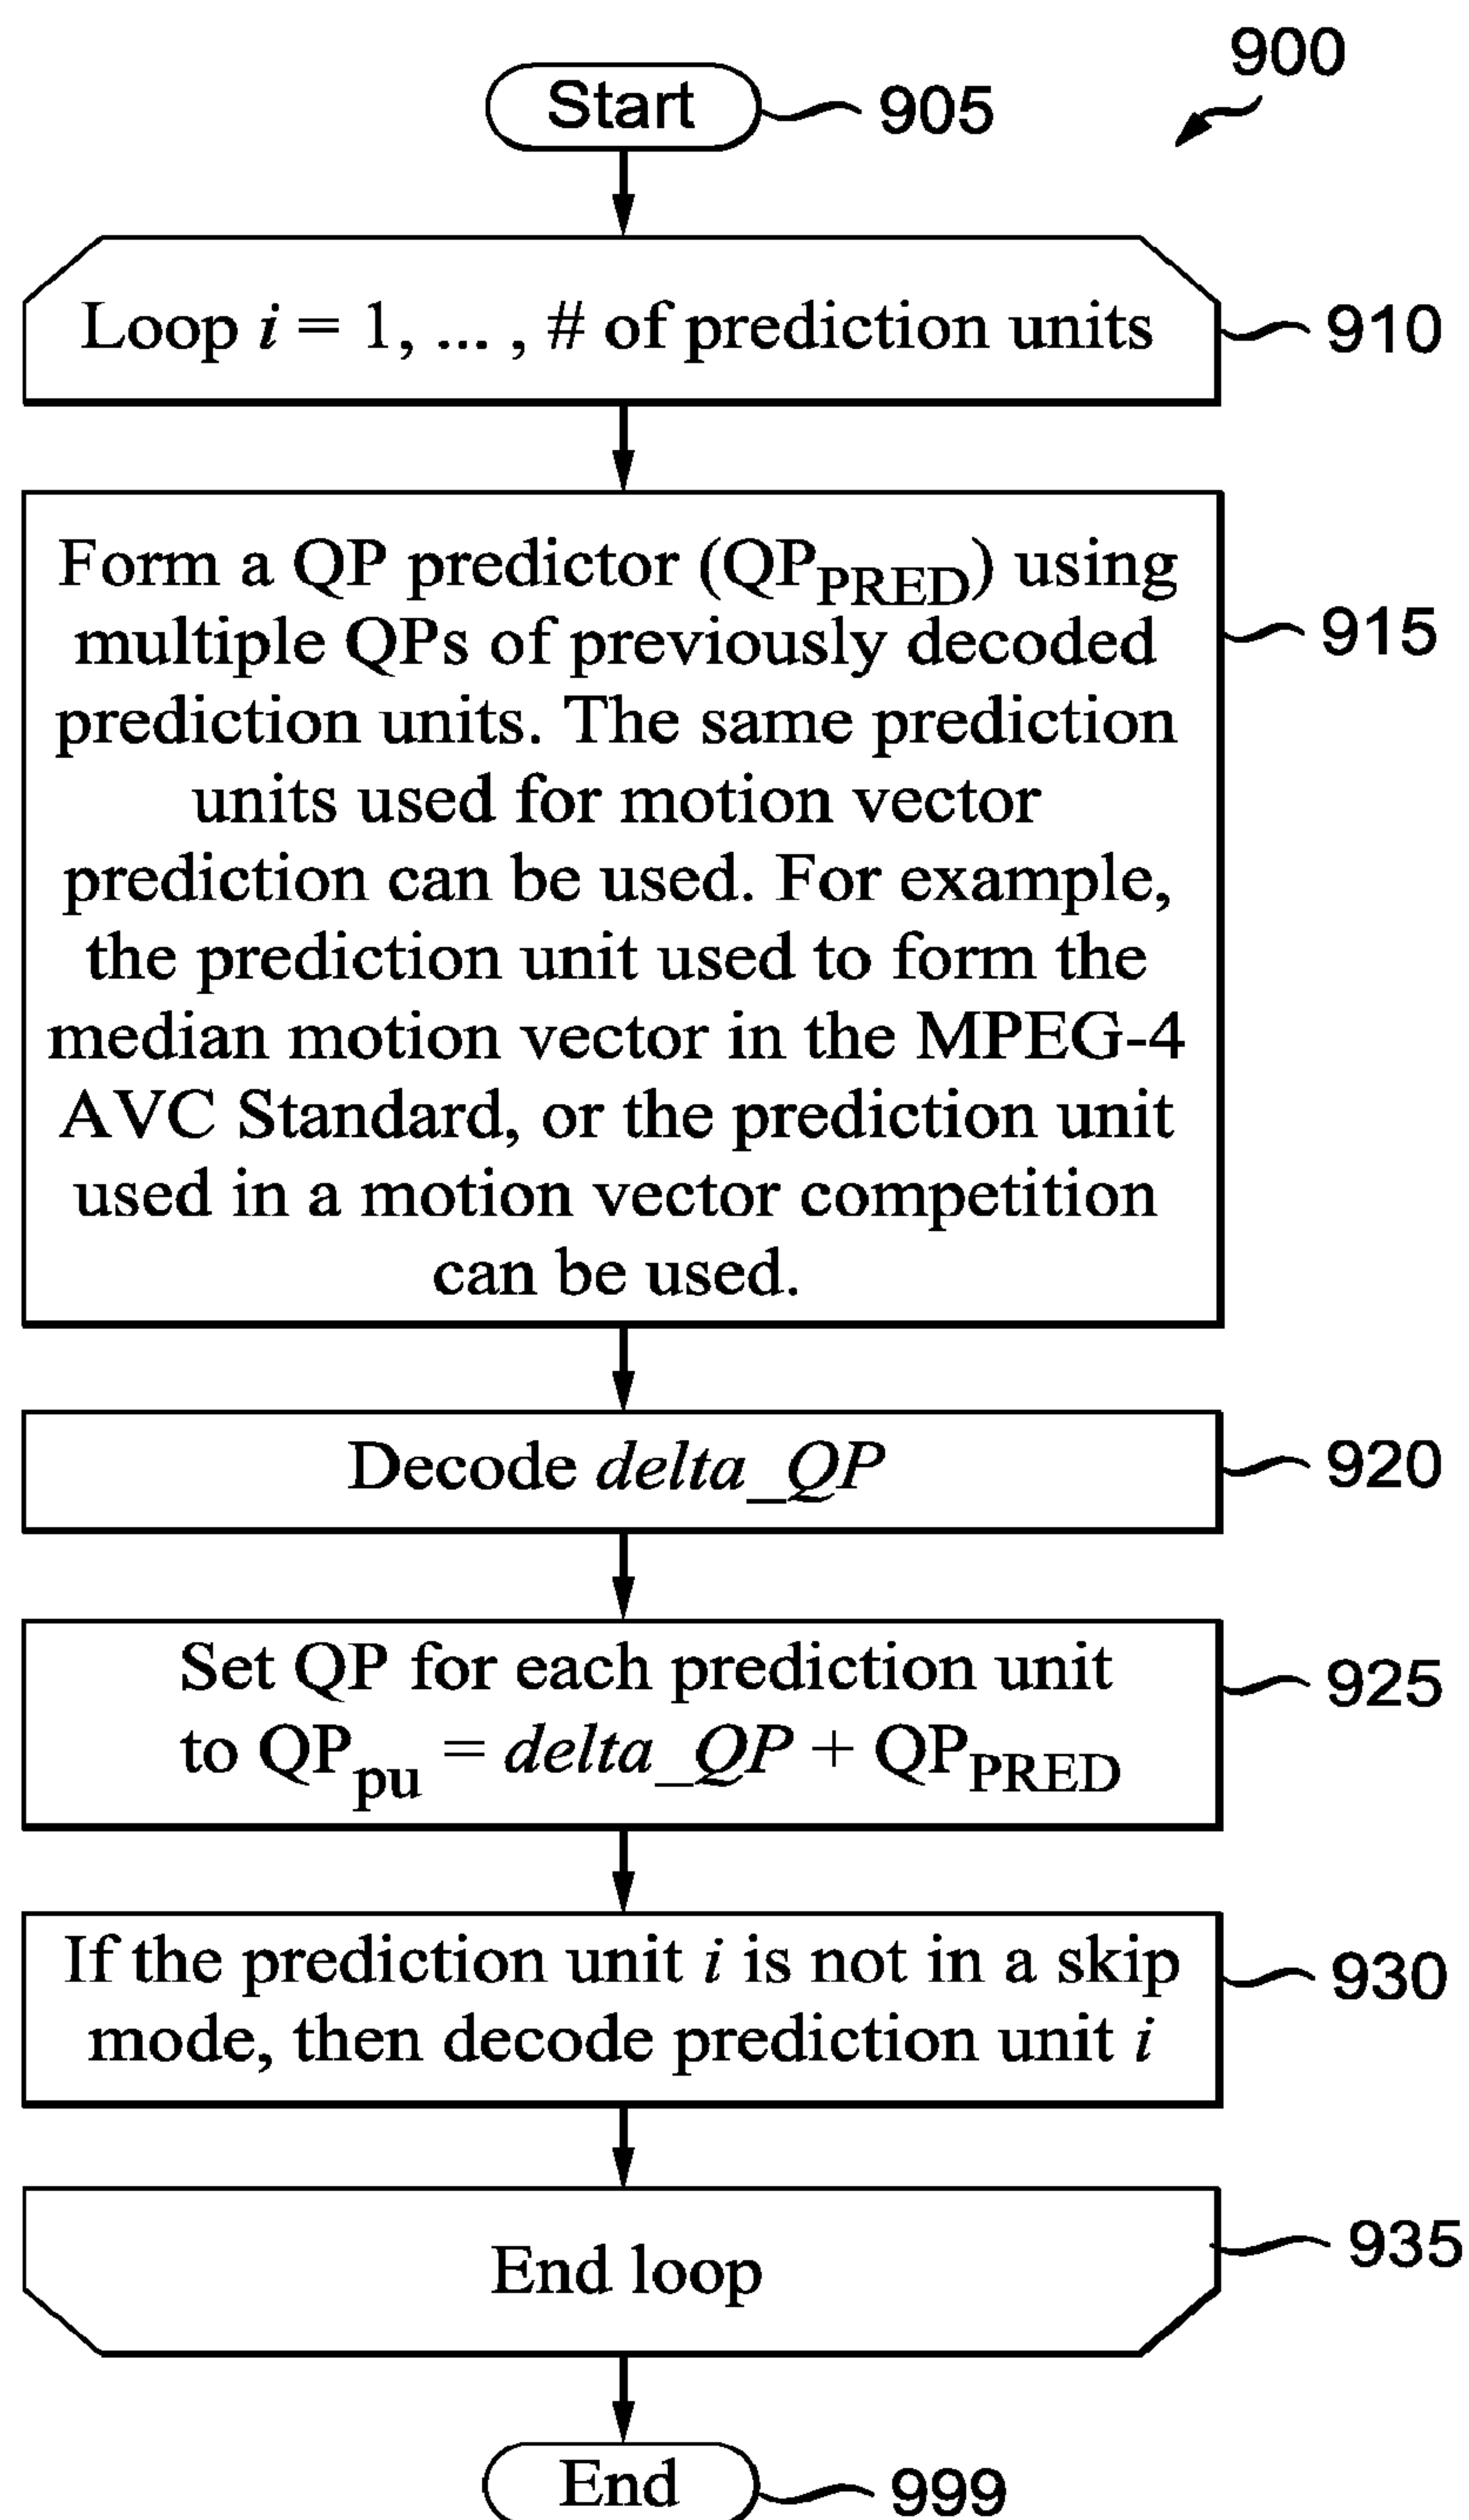 900
Start
905
Loop i = 1, ... , # of prediction units
910
Form a QP predictor (QP_PRED) using
multiple QPs of previously decoded
prediction units. The same prediction
units used for motion vector
prediction can be used. For example,
the prediction unit used to form the
median motion vector in the MPEG-4
AVC Standard, or the prediction unit
used in a motion vector competition
can be used.
915
Decode delta_QP
920
Set QP for each prediction unit
to QP_pu = delta_QP + QP_PRED
925
If the prediction unit i is not in a skip
mode, then decode prediction unit i
930
End loop
935
End
999